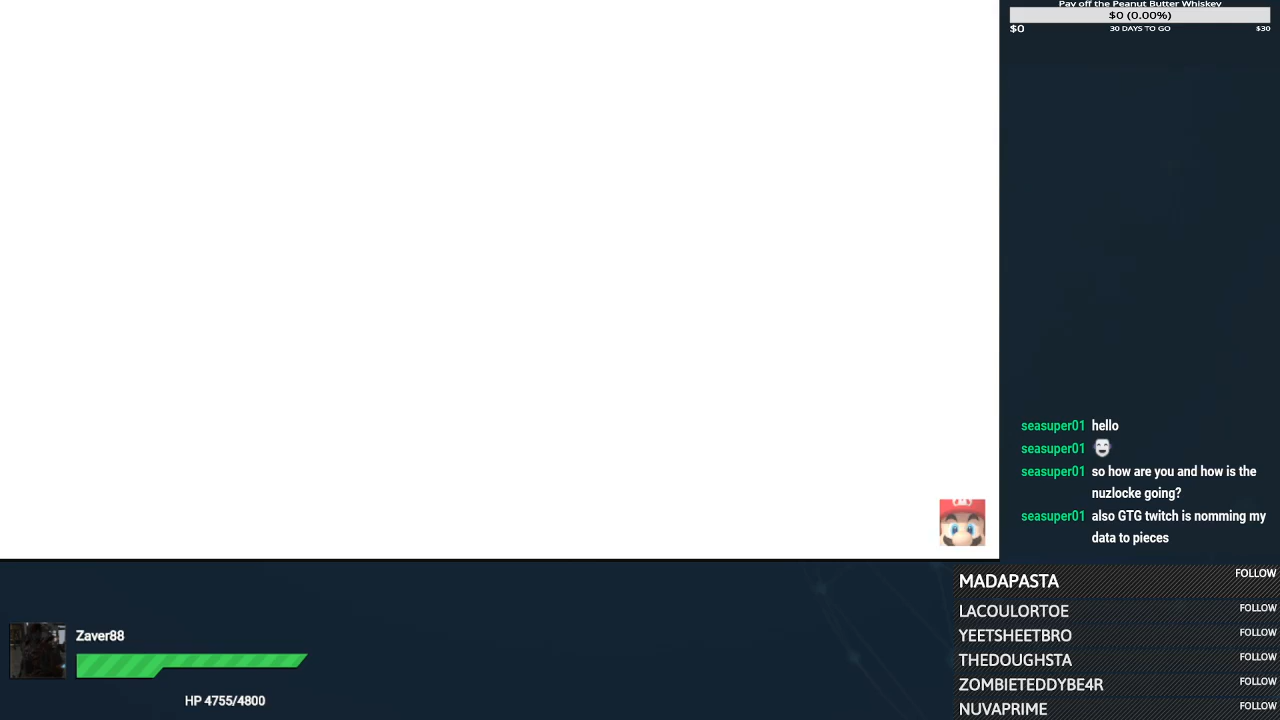 Pay off the Peanut Butter Whiskey
$0 (0.00%)
$0 30 DAYS TO GO $30
seasuper01 hello
seasuper01
seasuper01 so how are you and how is the
nuzlocke going?
seasuper01 also GTG twitch is nomming my
data to pieces
MADAPASTA FOLLOW
LACOULORTOE FOLLOW
YEETSHEETBRO FOLLOW
THEDOUGHSTA FOLLOW
ZOMBIETEDDYBE4R FOLLOW
NUVAPRIME FOLLOW
Zaver88
HP 4755/4800